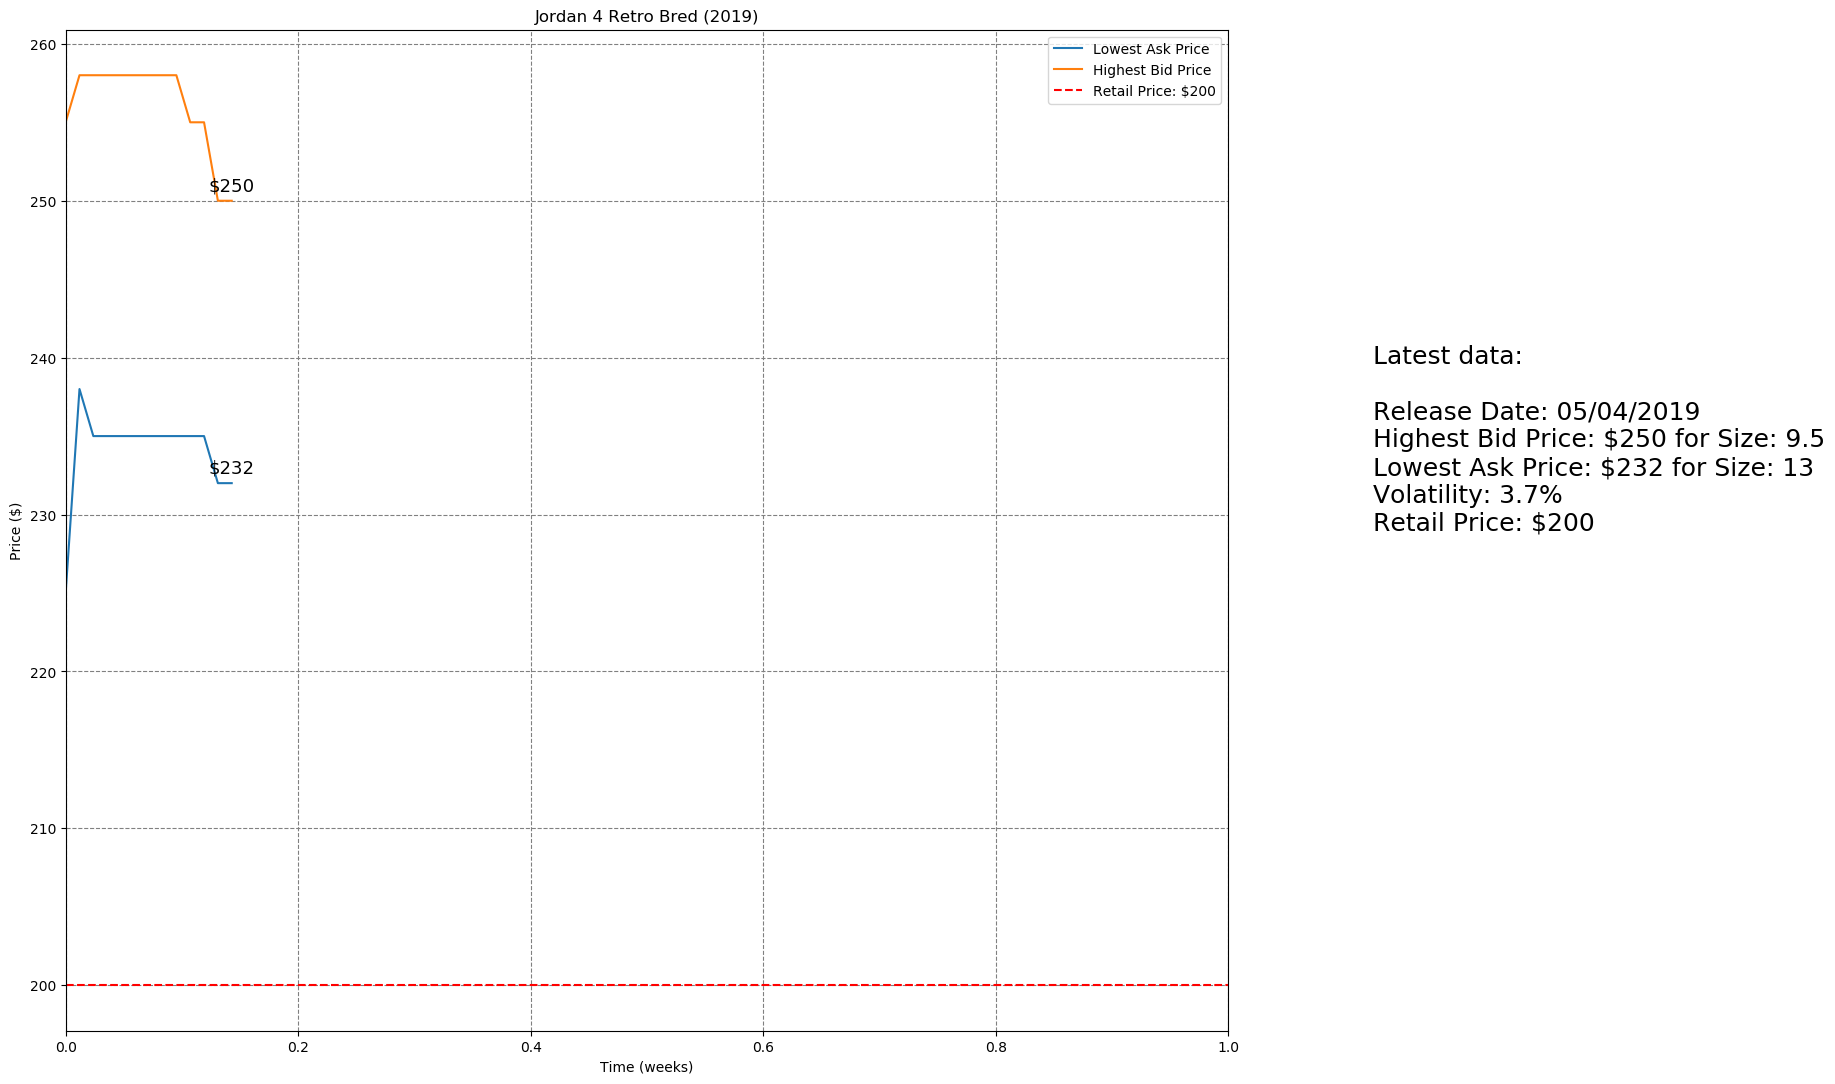 Jordan 4 Retro Bred (2019)
Lowest Ask Price
Highest Bid Price
Retail Price: $200
260
250
240
230
220
210
200
Price ($)
$250
$232
0.0
0.2
0.4
0.6
0.8
1.0
Time (weeks)
Latest data:
Release Date: 05/04/2019
Highest Bid Price: $250 for Size: 9.5
Lowest Ask Price: $232 for Size: 13
Volatility: 3.7%
Retail Price: $200